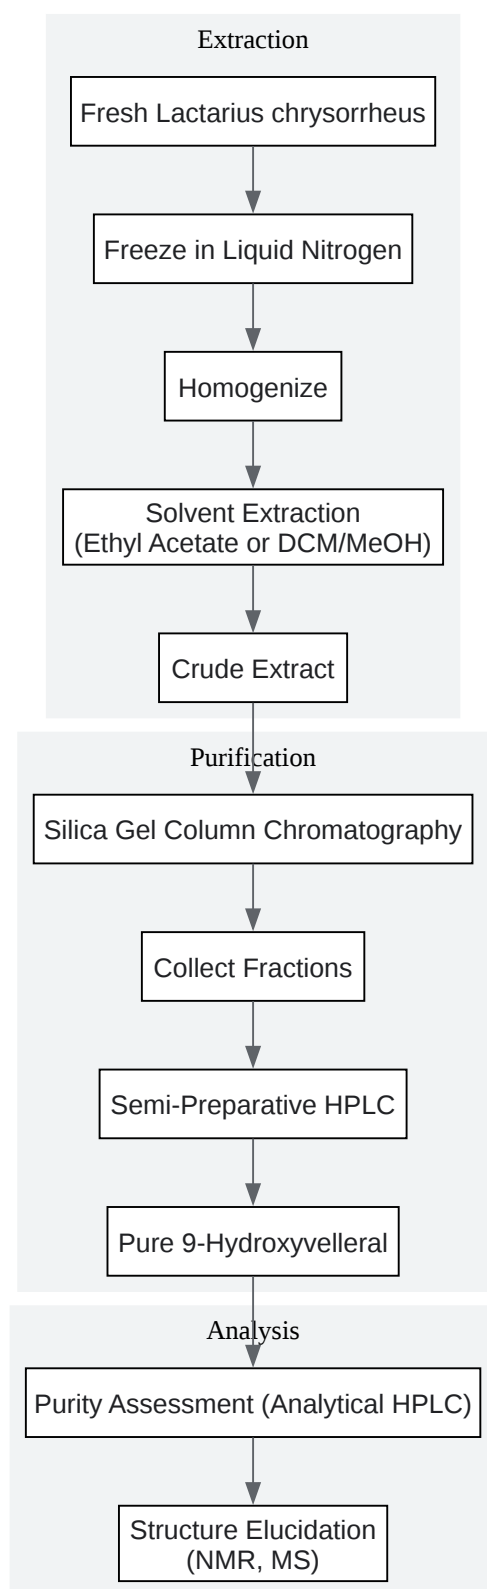 Extraction
Fresh Lactarius chrysorrheus
Freeze in Liquid Nitrogen
Homogenize
Solvent Extraction
(Ethyl Acetate or DCM/MeOH)
Crude Extract
Purification
Silica Gel Column Chromatography
Collect Fractions
Semi-Preparative HPLC
Pure 9-Hydroxyvelleral
Analysis
Purity Assessment (Analytical HPLC)
Structure Elucidation
(NMR, MS)